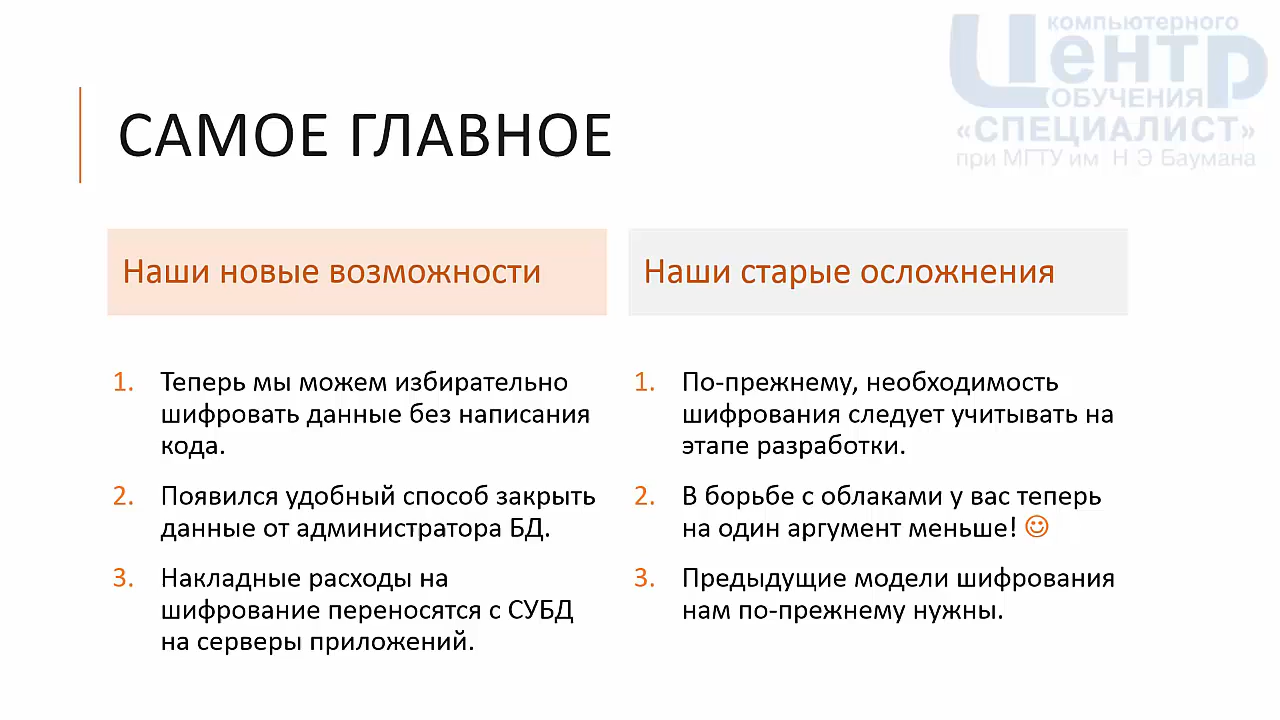 компьютерного
Центр
ОБУЧЕНИЯ
«СПЕЦИАЛИСТ»
при МГТУ им Н Э Баумана
САМОЕ ГЛАВНОЕ
Наши новые возможности
1. Теперь мы можем избирательно
шифровать данные без написания
кода.
2. Появился удобный способ закрыть
данные от администратора БД.
3. Накладные расходы на
шифрование переносятся с СУБД
на серверы приложений.
Наши старые осложнения
1. По-прежнему, необходимость
шифрования следует учитывать на
этапе разработки.
2. В борьбе с облаками у вас теперь
на один аргумент меньше! ☺
3. Предыдущие модели шифрования
нам по-прежнему нужны.